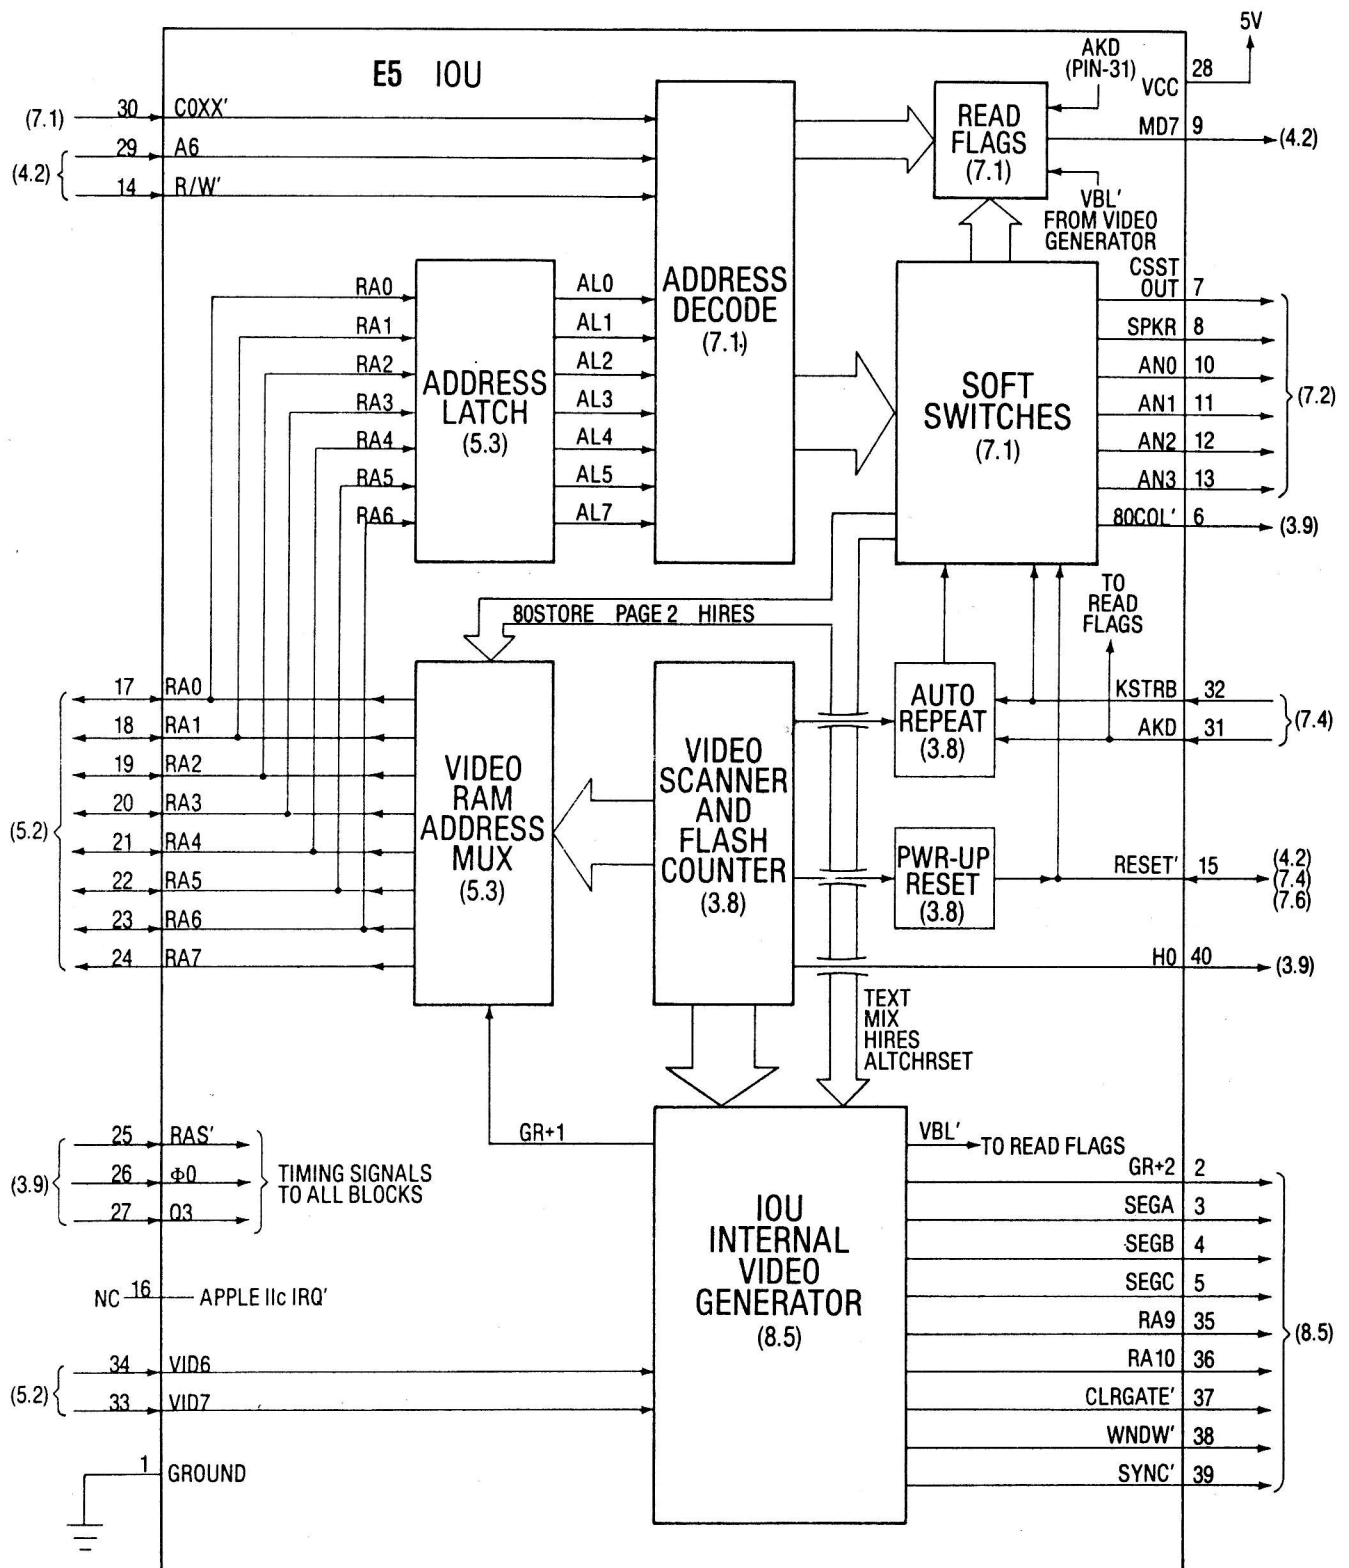 E5 IOU
(7.1) 30 C0XX'
(4.2) 29 A6
14 R/W'
AKD
(PIN-31)
5V
28
VCC
MD7 9 (4.2)
READ
FLAGS
(7.1)
VBL'
FROM VIDEO
GENERATOR
ADDRESS
DECODE
(7.1)
RA0
RA1
RA2
RA3
RA4
RA5
RA6
ADDRESS
LATCH
(5.3)
AL0
AL1
AL2
AL3
AL4
AL5
AL7
SOFT
SWITCHES
(7.1)
CSST
OUT 7
SPKR 8
AN0 10
AN1 11
AN2 12
AN3 13
(7.2)
80COL' 6 (3.9)
TO
READ
FLAGS
80STORE PAGE 2 HIRES
(5.2)
17 RA0
18 RA1
19 RA2
20 RA3
21 RA4
22 RA5
23 RA6
24 RA7
VIDEO
RAM
ADDRESS
MUX
(5.3)
VIDEO
SCANNER
AND
FLASH
COUNTER
(3.8)
AUTO
REPEAT
(3.8)
KSTRB 32
AKD 31
(7.4)
PWR-UP
RESET
(3.8)
RESET' 15
(4.2)
(7.4)
(7.6)
H0 40 (3.9)
TEXT
MIX
HIRES
ALTCHRSET
GR+1
(3.9)
25 RAS'
26 Φ0
27 Q3
TIMING SIGNALS
TO ALL BLOCKS
NC 16 APPLE IIc IRQ'
(5.2)
34 VID6
33 VID7
1 GROUND
IOU
INTERNAL
VIDEO
GENERATOR
(8.5)
VBL' TO READ FLAGS
GR+2 2
SEGA 3
SEGB 4
SEGC 5
RA9 35
RA10 36
CLRGATE' 37
WNDW' 38
SYNC' 39
(8.5)